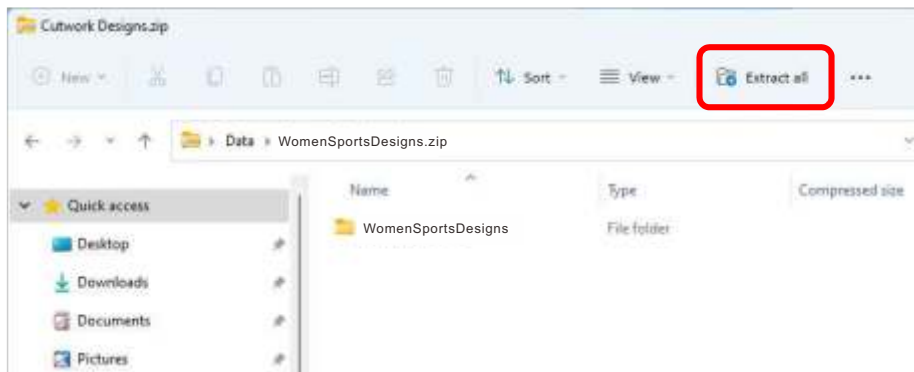 Cutwork Designs.zip
New
Sort
View
Extract all
Data
WomenSportsDesigns.zip
Name
Type
Compressed size
Quick access
WomenSportsDesigns
File folder
Desktop
Downloads
Documents
Pictures